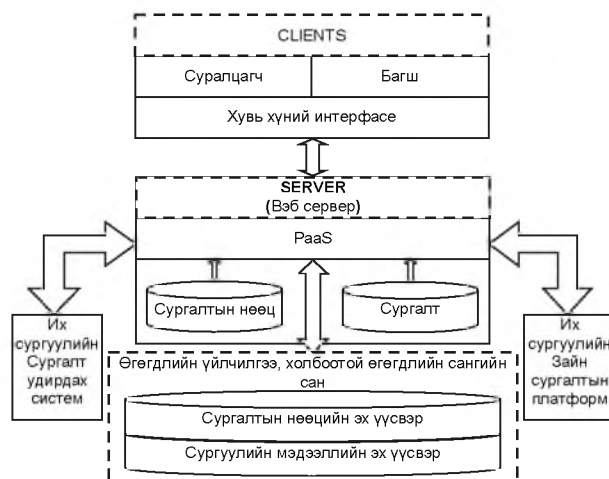 CLIENTS
Суралцагч
Багш
Хувь хүний интерфасе
SERVER
(Вэб сервер)
PaaS
Сургалтын нөөц
Сургалт
Их
сургуулийн
Сургалт
удирдах
систем
Их
сургуулийн
Зайн
сургалтын
платформ
Өгөгдлийн үйлчилгээ, холбоотой өгөгдлийн сангийн
сан
Сургалтын нөөцийн эх үүсвэр
Сургуулийн мэдээллийн эх үүсвэр